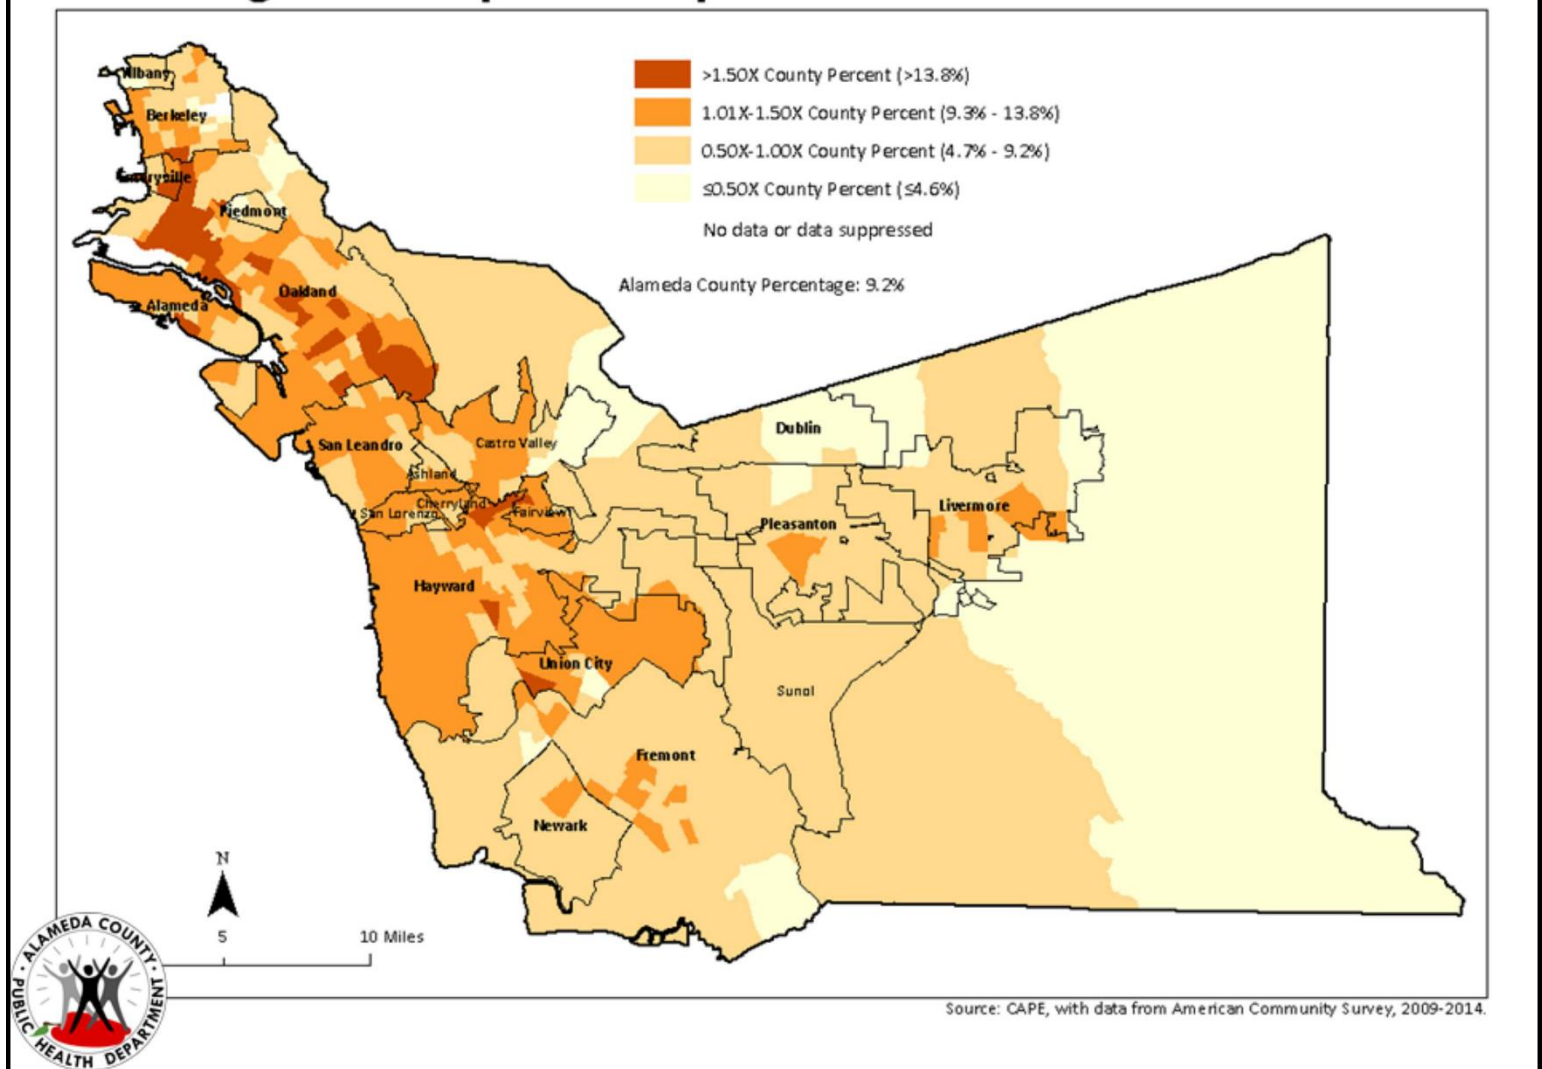 >1.50X County Percent (>13.8%)
1.01X-1.50X County Percent (9.3% - 13.8%)
0.50X-1.00X County Percent (4.7% - 9.2%)
≤0.50X County Percent (≤4.6%)
No data or data suppressed
Alameda County Percentage: 9.2%
Albany
Berkeley
Emeryville
Piedmont
Oakland
Alameda
San Leandro
Castro Valley
Ashland
Cherryland
San Lorenzo
Fairview
Dublin
Livermore
Pleasanton
Hayward
Union City
Sunol
Fremont
Newark
N
5
10 Miles
ALAMEDA COUNTY
PUBLIC HEALTH DEPARTMENT
Source: CAPE, with data from American Community Survey, 2009-2014.